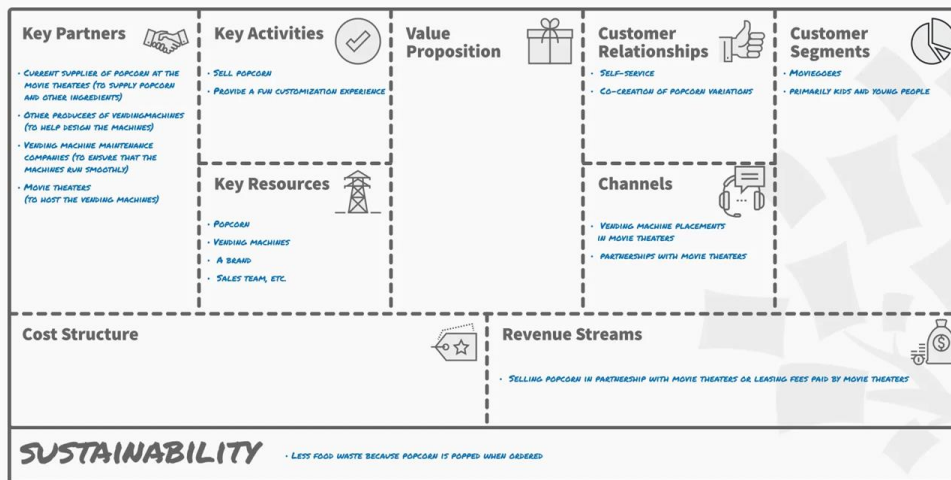 Key Partners
• Current supplier of popcorn at the
movie theaters (to supply popcorn
and other ingredients)
• Other producers of vendingmachines
(to help design the machines)
• Vending machine maintenance
companies (to ensure that the
machines run smoothly)
• Movie theaters
(to host the vending machines)
Key Activities
• Sell popcorn
• Provide a fun customization experience
Key Resources
• Popcorn
• Vending machines
• A brand
• Sales team, etc.
Value
Proposition
Customer
Relationships
• Self-service
• Co-creation of popcorn variations
Channels
• Vending machine placements
in movie theaters
• partnerships with movie theaters
Customer
Segments
• Moviegoers
• primarily kids and young people
Cost Structure
Revenue Streams
• Selling popcorn in partnership with movie theaters or leasing fees paid by movie theaters
SUSTAINABILITY
• Less food waste because popcorn is popped when ordered